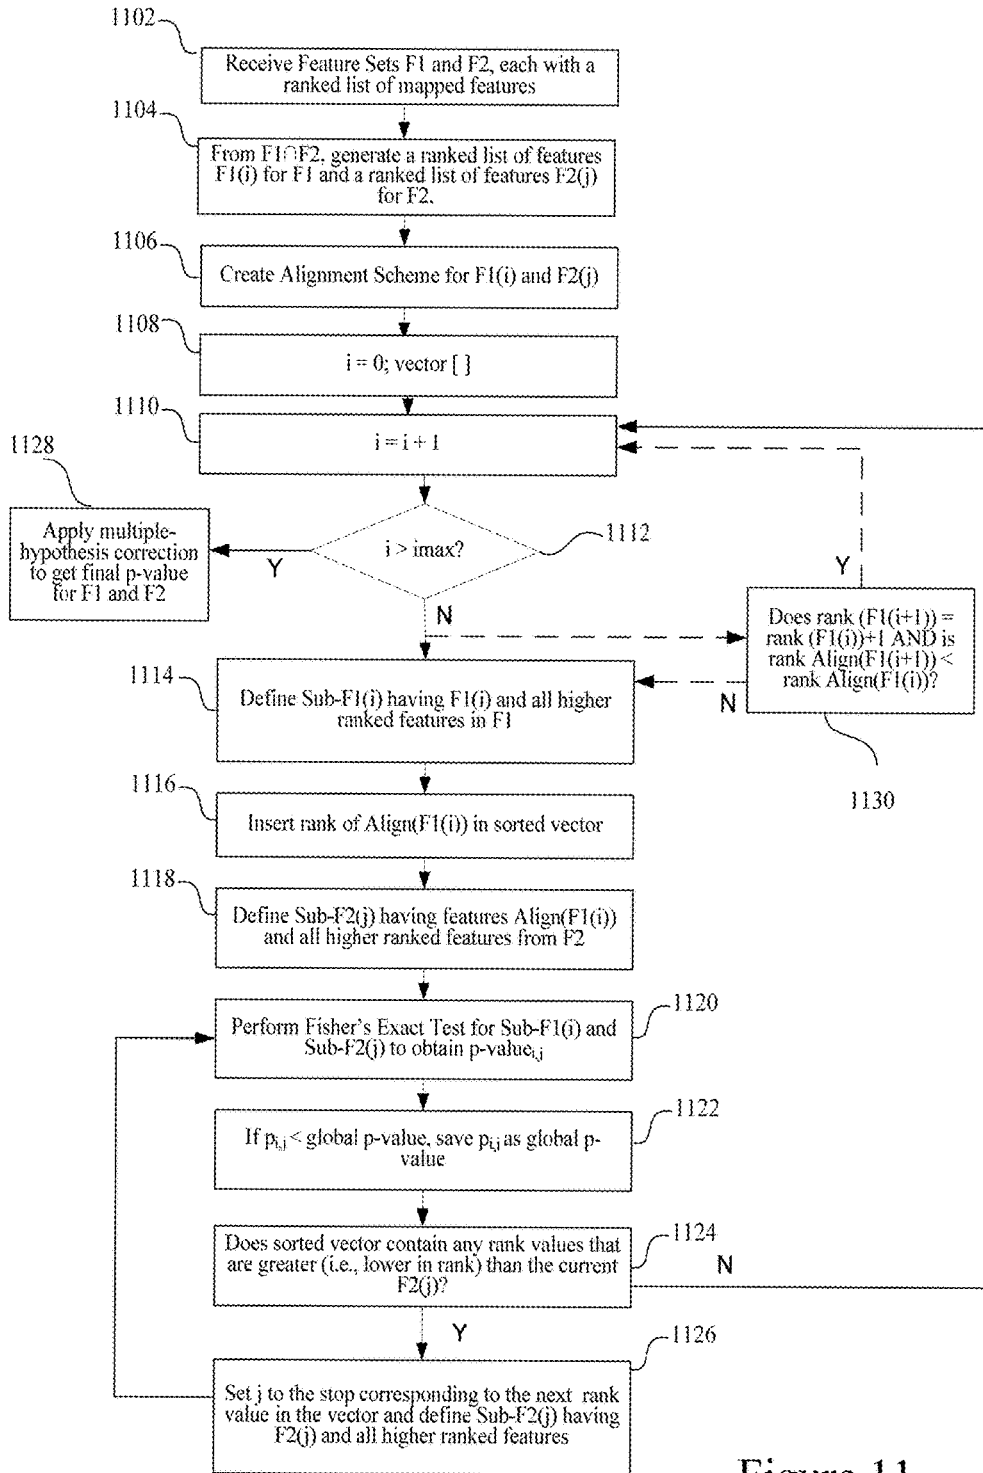 1102
Receive Feature Sets F1 and F2, each with a
ranked list of mapped features
1104
From F1∩F2, generate a ranked list of features
F1(i) for F1 and a ranked list of features F2(j)
for F2.
1106
Create Alignment Scheme for F1(i) and F2(j)
1108
i = 0; vector [ ]
1110
i = i + 1
1128
Apply multiple-
hypothesis correction
to get final p-value
for F1 and F2
Y
i > imax?
1112
N
Y
Does rank (F1(i+1)) =
rank (F1(i))+1 AND is
rank Align(F1(i+1)) <
rank Align(F1(i))?
N
1130
1114
Define Sub-F1(i) having F1(i) and all higher
ranked features in F1
1116
Insert rank of Align(F1(i)) in sorted vector
1118
Define Sub-F2(j) having features Align(F1(i))
and all higher ranked features from F2
1120
Perform Fisher's Exact Test for Sub-F1(i) and
Sub-F2(j) to obtain p-valuei,j
1122
If pi,j < global p-value, save pi,j as global p-
value
1124
Does sorted vector contain any rank values that
are greater (i.e., lower in rank) than the current
F2(j)?
N
Y
1126
Set j to the stop corresponding to the next rank
value in the vector and define Sub-F2(j) having
F2(j) and all higher ranked features
Figure 11